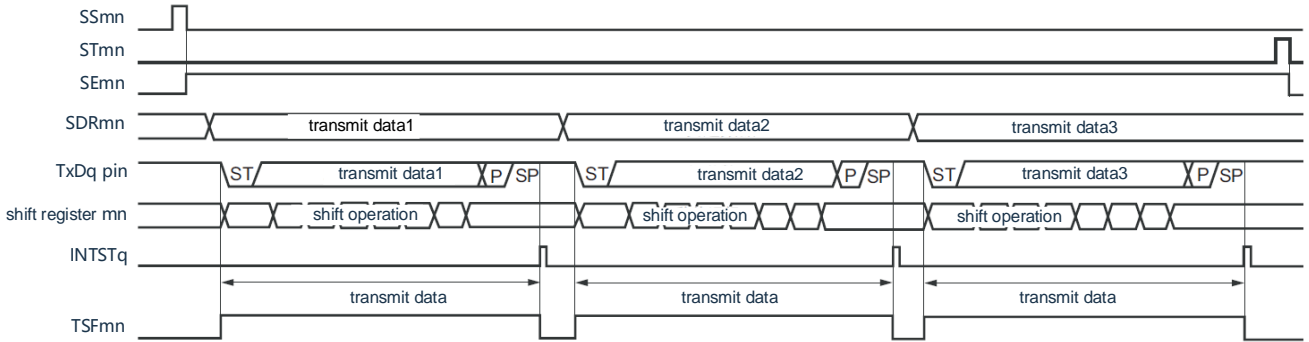 SSmn
STmn
SEmn
SDRmn transmit data1 transmit data2 transmit data3
TxDq pin ST transmit data1 P SP ST transmit data2 P SP ST transmit data3 P SP
shift register mn shift operation shift operation shift operation
INTSTq
transmit data transmit data transmit data
TSFmn